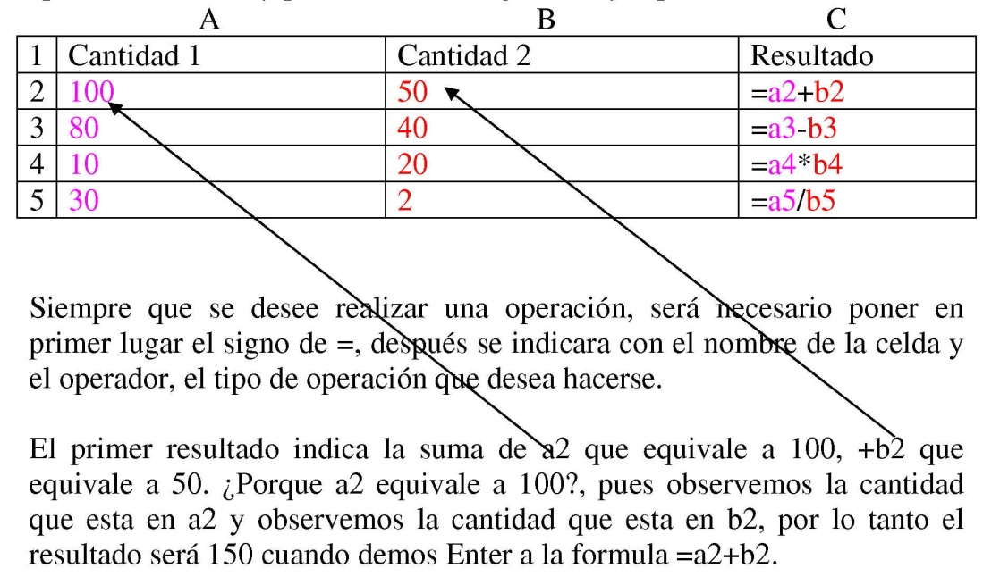 A B C
1 Cantidad 1 Cantidad 2 Resultado
2 100 50 =a2+b2
3 80 40 =a3-b3
4 10 20 =a4*b4
5 30 2 =a5/b5
Siempre que se desee realizar una operación, será necesario poner en
primer lugar el signo de =, después se indicara con el nombre de la celda y
el operador, el tipo de operación que desea hacerse.
El primer resultado indica la suma de a2 que equivale a 100, +b2 que
equivale a 50. ¿Porque a2 equivale a 100?, pues observemos la cantidad
que esta en a2 y observemos la cantidad que esta en b2, por lo tanto el
resultado será 150 cuando demos Enter a la formula =a2+b2.